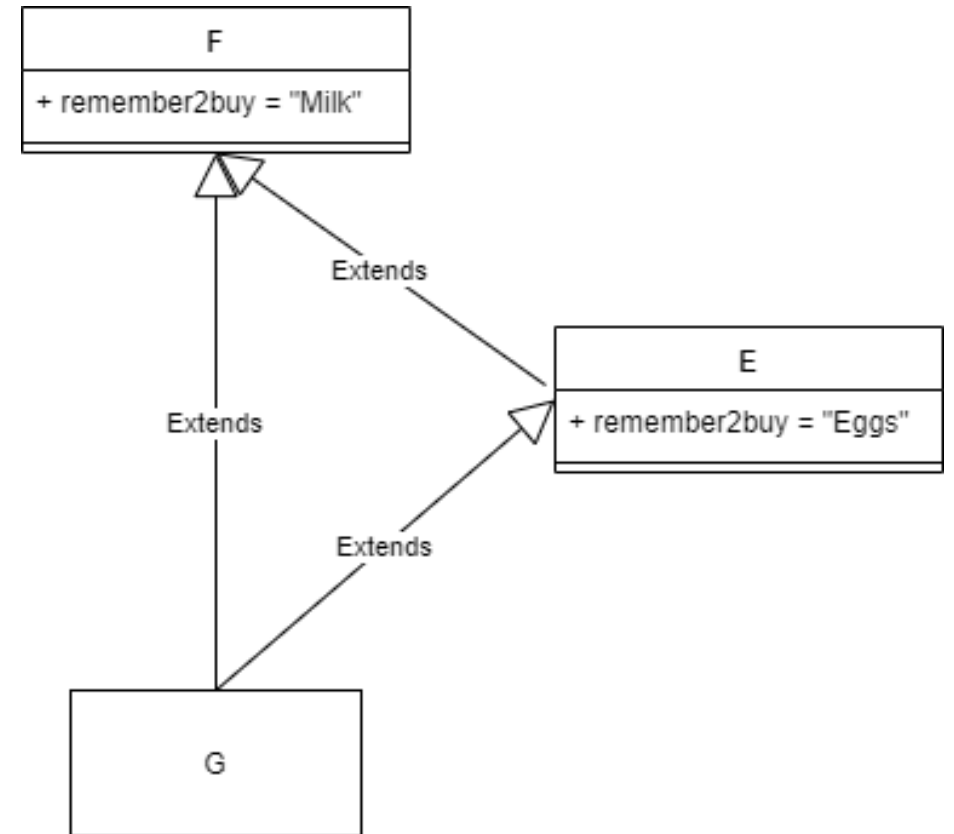 F
+ remember2buy = "Milk"
Extends
E
+ remember2buy = "Eggs"
Extends
Extends
G